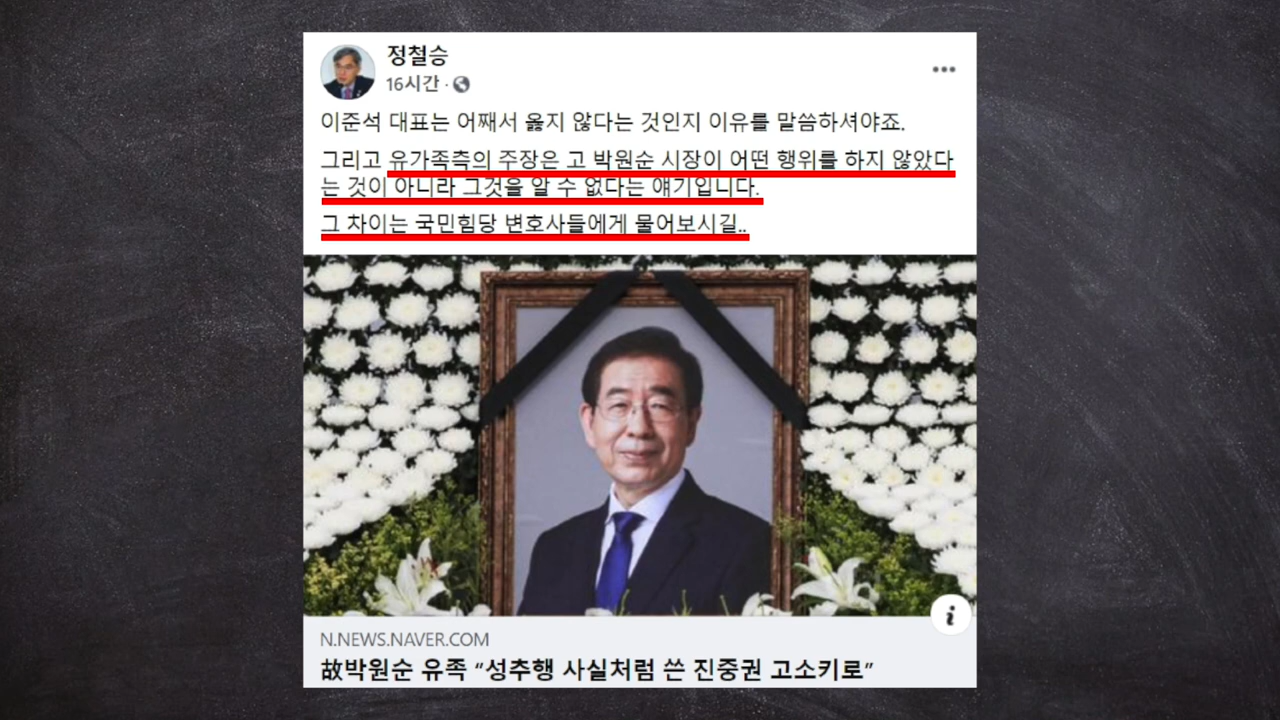 정철승
16시간 ·
이준석 대표는 어째서 옳지 않다는 것인지 이유를 말씀하셔야죠.
그리고 유가족측의 주장은 고 박원순 시장이 어떤 행위를 하지 않았다
는 것이 아니라 그것을 알 수 없다는 얘기입니다.
그 차이는 국민힘당 변호사들에게 물어보시길..
N.NEWS.NAVER.COM
故박원순 유족 “성추행 사실처럼 쓴 진중권 고소키로”